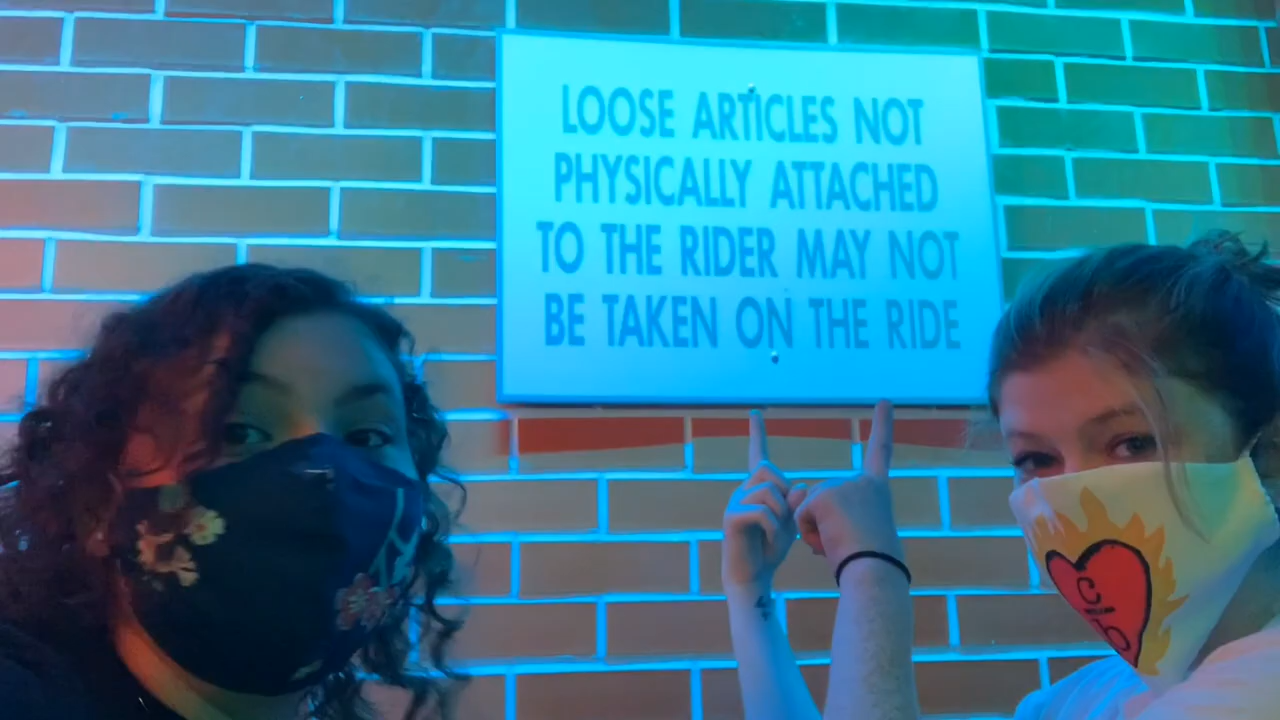 LOOSE ARTICLES NOT
PHYSICALLY ATTACHED
TO THE RIDER MAY NOT
BE TAKEN ON THE RIDE